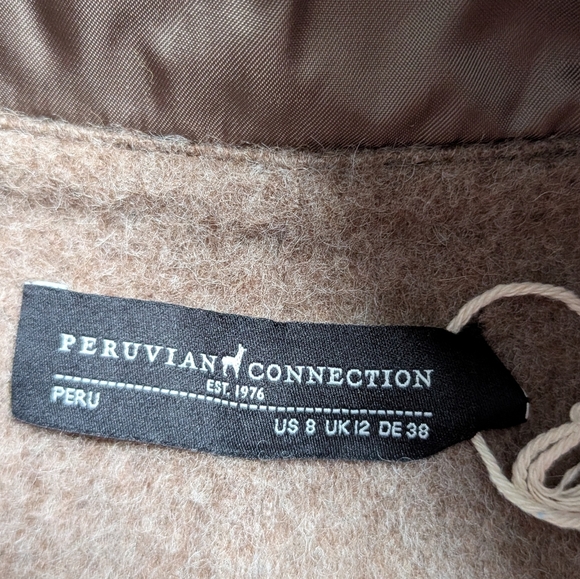 PERUVIAN CONNECTION
EST. 1976
PERU
US 8 UK 12 DE 38